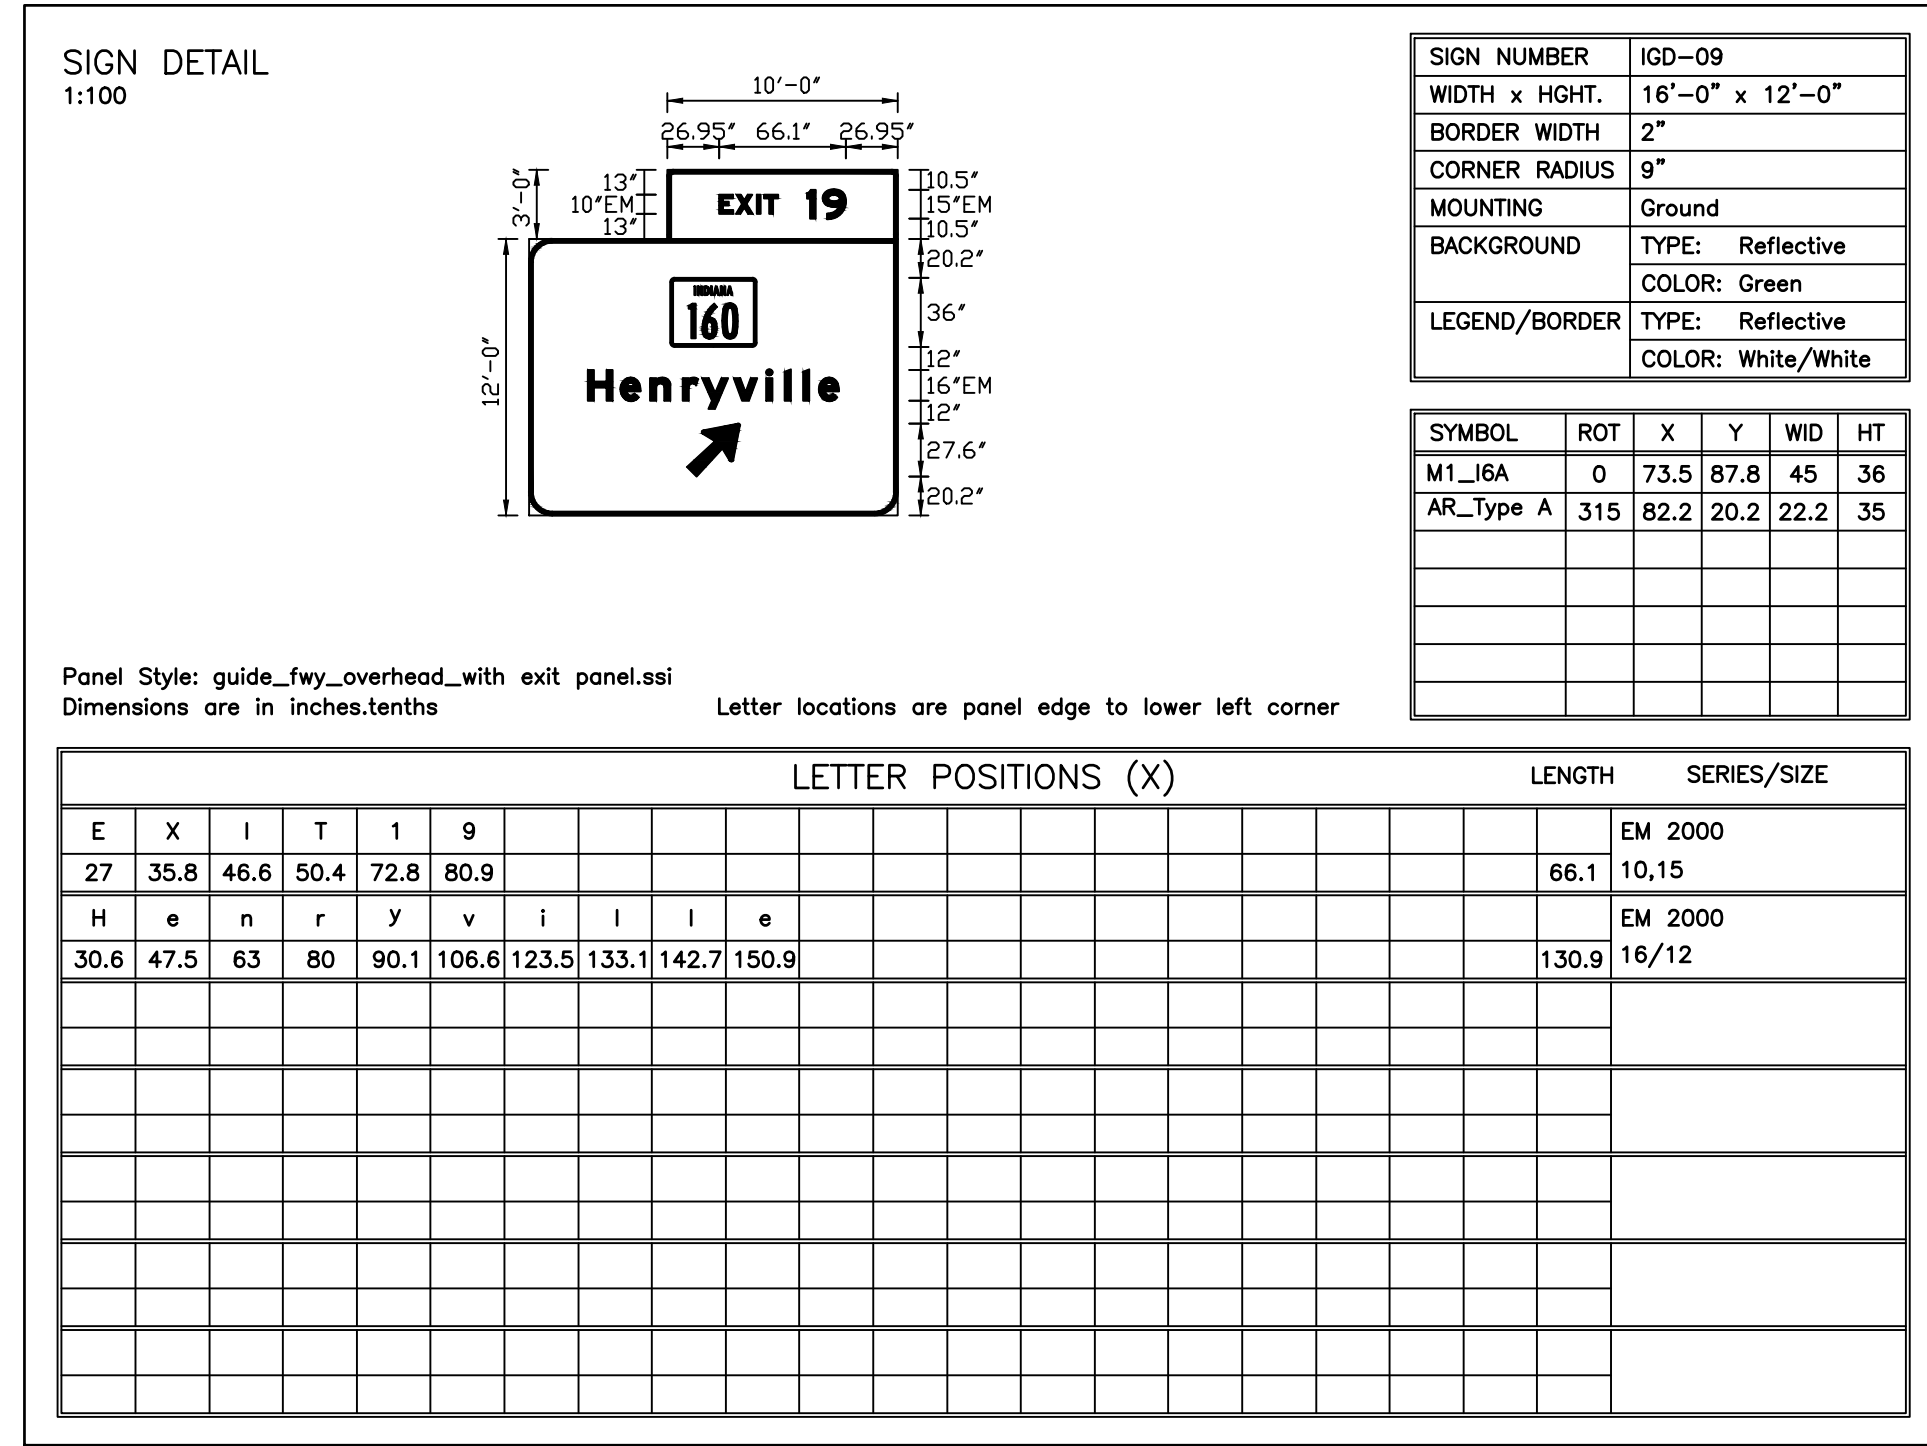 SIGN DETAIL
1:100
10'-0"
26.95" 66.1" 26.95"
3'-0"
13"
10"EM
13"
EXIT 19
10.5"
15"EM
10.5"
20.2"
36"
12"
16"EM
12"
27.6"
20.2"
12'-0"
INDIANA
160
Henryville
SIGN NUMBER IGD-09
WIDTH x HGHT. 16'-0" x 12'-0"
BORDER WIDTH 2"
CORNER RADIUS 9"
MOUNTING Ground
BACKGROUND TYPE: Reflective
COLOR: Green
LEGEND/BORDER TYPE: Reflective
COLOR: White/White
SYMBOL ROT X Y WID HT
M1_I6A 0 73.5 87.8 45 36
AR_Type A 315 82.2 20.2 22.2 35
Panel Style: guide_fwy_overhead_with exit panel.ssi
Dimensions are in inches.tenths Letter locations are panel edge to lower left corner
LETTER POSITIONS (X) LENGTH SERIES/SIZE
E X I T 1 9 EM 2000
27 35.8 46.6 50.4 72.8 80.9 66.1 10,15
H e n r y v i l l e EM 2000
30.6 47.5 63 80 90.1 106.6 123.5 133.1 142.7 150.9 130.9 16/12